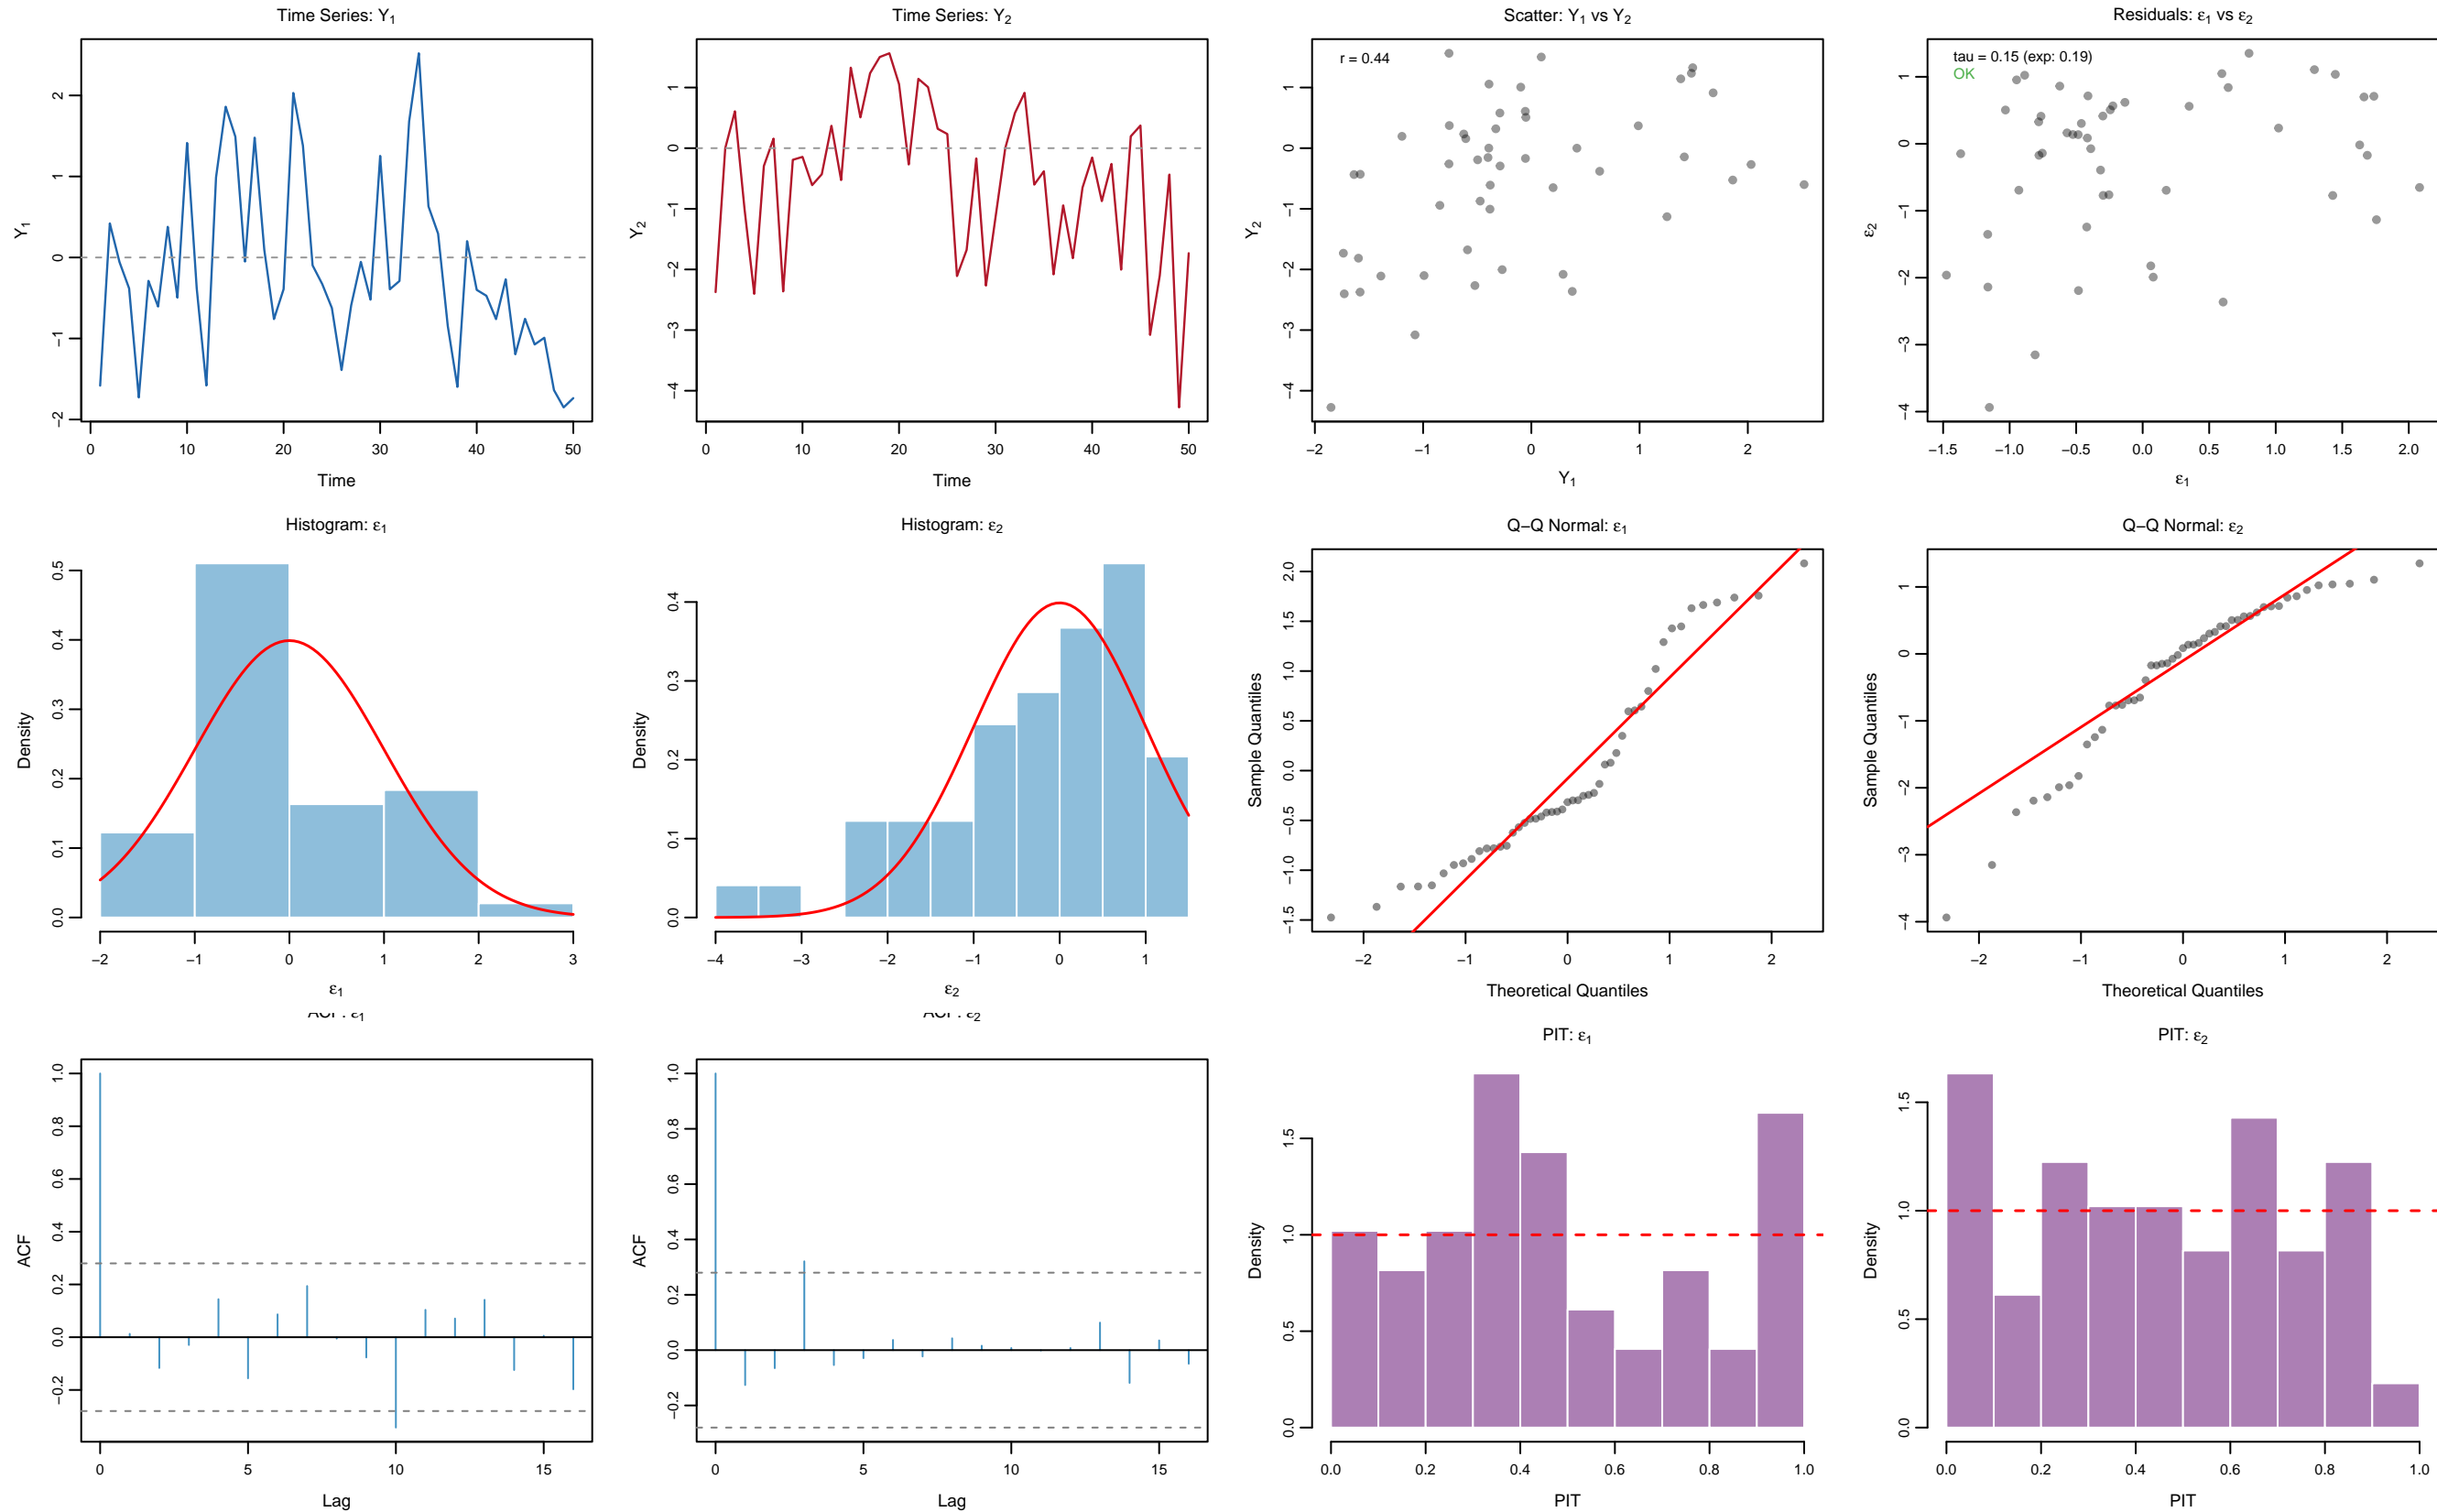 Time Series: Y1
Y1
2
1
0
−1
−2
0 10 20 30 40 50
Time
Time Series: Y2
Y2
1
0
−1
−2
−3
−4
0 10 20 30 40 50
Time
Scatter: Y1 vs Y2
r = 0.44
Y2
1
0
−1
−2
−3
−4
−2 −1 0 1 2
Y1
Residuals: ε1 vs ε2
tau = 0.15 (exp: 0.19)
OK
ε2
1
0
−1
−2
−3
−4
−1.5 −1.0 −0.5 0.0 0.5 1.0 1.5 2.0
ε1
Histogram: ε1
Density
0.5
0.4
0.3
0.2
0.1
0.0
−2 −1 0 1 2 3
ε1
Histogram: ε2
Density
0.4
0.3
0.2
0.1
0.0
−4 −3 −2 −1 0 1
ε2
Q−Q Normal: ε1
Sample Quantiles
2.0
1.5
1.0
0.5
0.0
−0.5
−1.0
−1.5
−2 −1 0 1 2
Theoretical Quantiles
Q−Q Normal: ε2
Sample Quantiles
1
0
−1
−2
−3
−4
−2 −1 0 1 2
Theoretical Quantiles
ACF: ε1
ACF
1.0
0.8
0.6
0.4
0.2
0.0
−0.2
0 5 10 15
Lag
ACF: ε2
ACF
1.0
0.8
0.6
0.4
0.2
0.0
−0.2
0 5 10 15
Lag
PIT: ε1
Density
1.5
1.0
0.5
0.0
0.0 0.2 0.4 0.6 0.8 1.0
PIT
PIT: ε2
Density
1.5
1.0
0.5
0.0
0.0 0.2 0.4 0.6 0.8 1.0
PIT